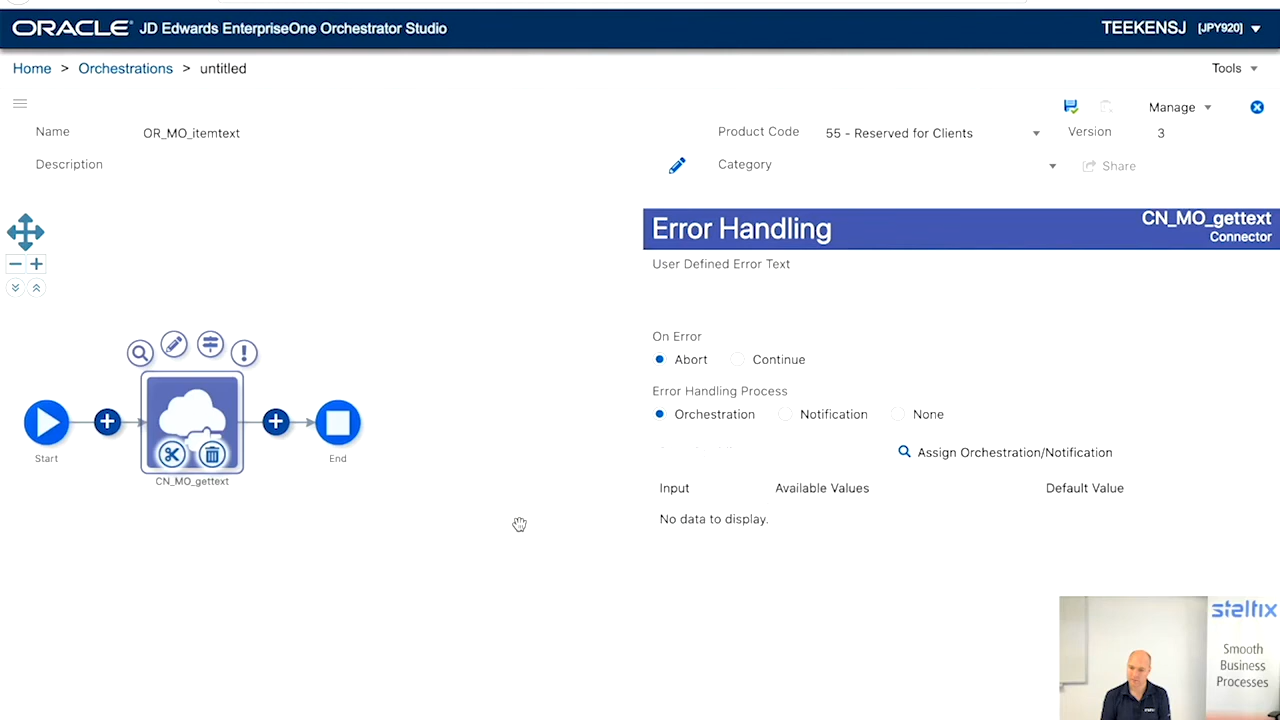 ORACLE® JD Edwards EnterpriseOne Orchestrator Studio
TEEKENSJ [JPY920]
Home > Orchestrations > untitled
Tools
Manage
Name OR_MO_itemtext
Product Code 55 - Reserved for Clients
Version 3
Description
Category
Share
Error Handling
CN_MO_gettext
Connector
User Defined Error Text
On Error
Abort Continue
Error Handling Process
Orchestration Notification None
Assign Orchestration/Notification
Input Available Values Default Value
No data to display.
Start
End
CN_MO_gettext
steltix
Smooth
Business
Processes